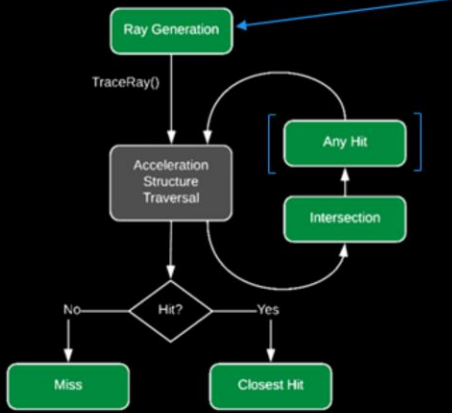 Ray Generation
TraceRay()
Any Hit
Acceleration
Structure
Traversal
Intersection
Hit?
No
Yes
Miss
Closest Hit